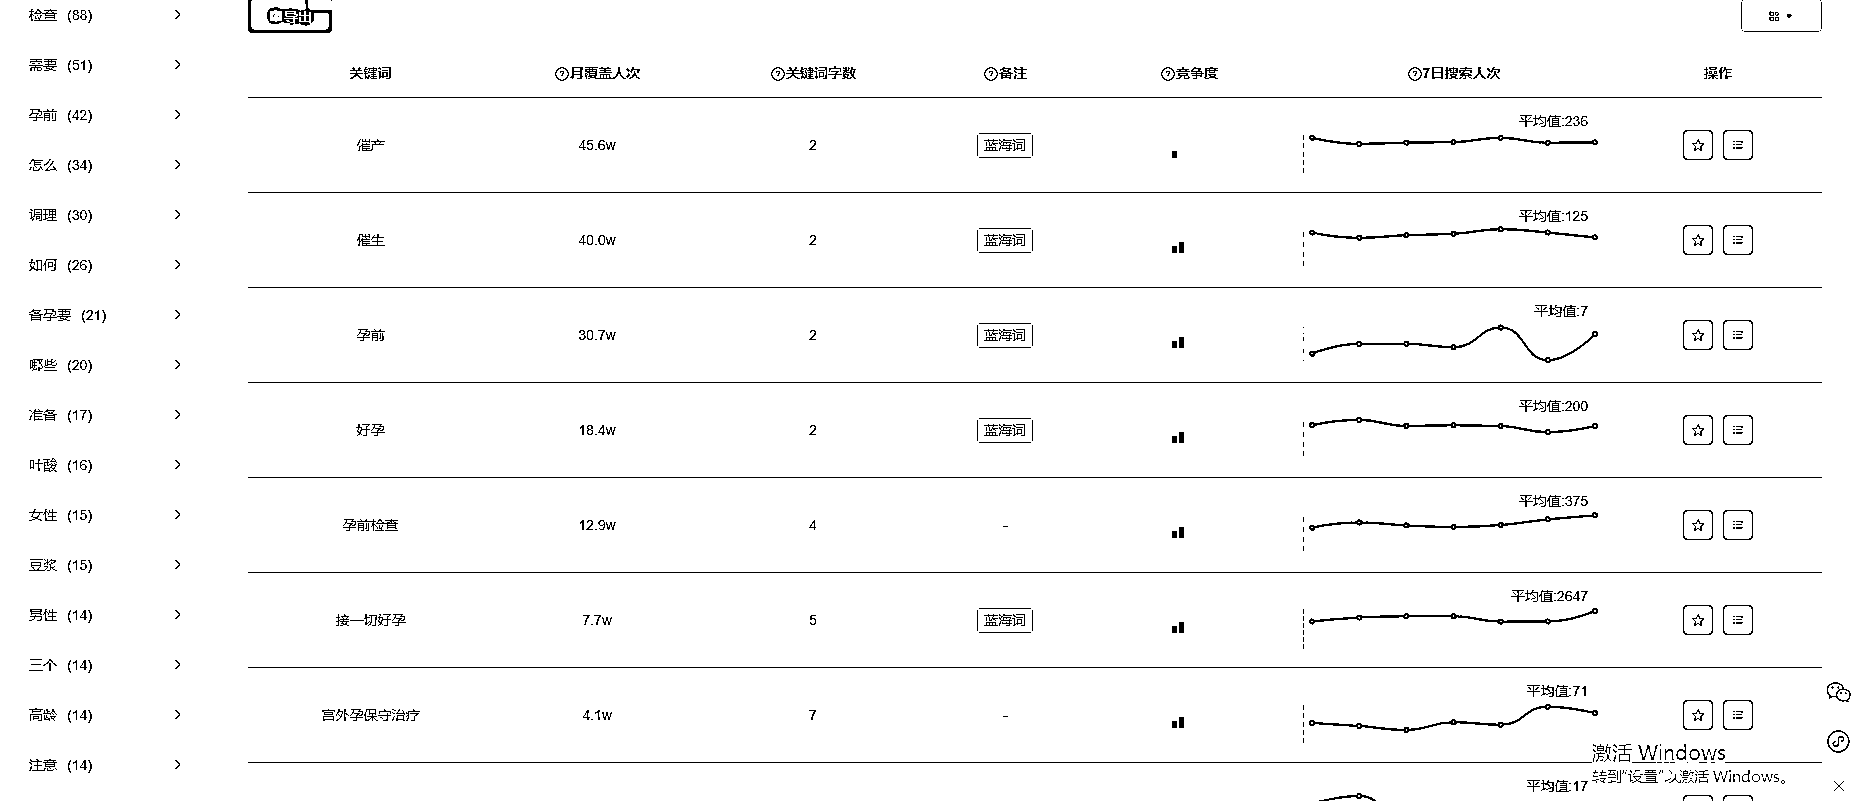 检查 (88)
需要 (51)
孕前 (42)
怎么 (34)
调理 (30)
如何 (26)
备孕要 (21)
哪些 (20)
准备 (17)
叶酸 (16)
女性 (15)
豆浆 (15)
男性 (14)
三个 (14)
高龄 (14)
注意 (14)
导出
关键词 月覆盖人次 关键词字数 备注 竞争度 7日搜索人次 操作
催产 45.6w 2 蓝海词 平均值:236
催生 40.0w 2 蓝海词 平均值:125
孕前 30.7w 2 蓝海词 平均值:7
好孕 18.4w 2 蓝海词 平均值:200
孕前检查 12.9w 4 - 平均值:375
接一切好孕 7.7w 5 蓝海词 平均值:2647
宫外孕保守治疗 4.1w 7 - 平均值:71
平均值:17
激活 Windows
转到"设置"以激活 Windows。